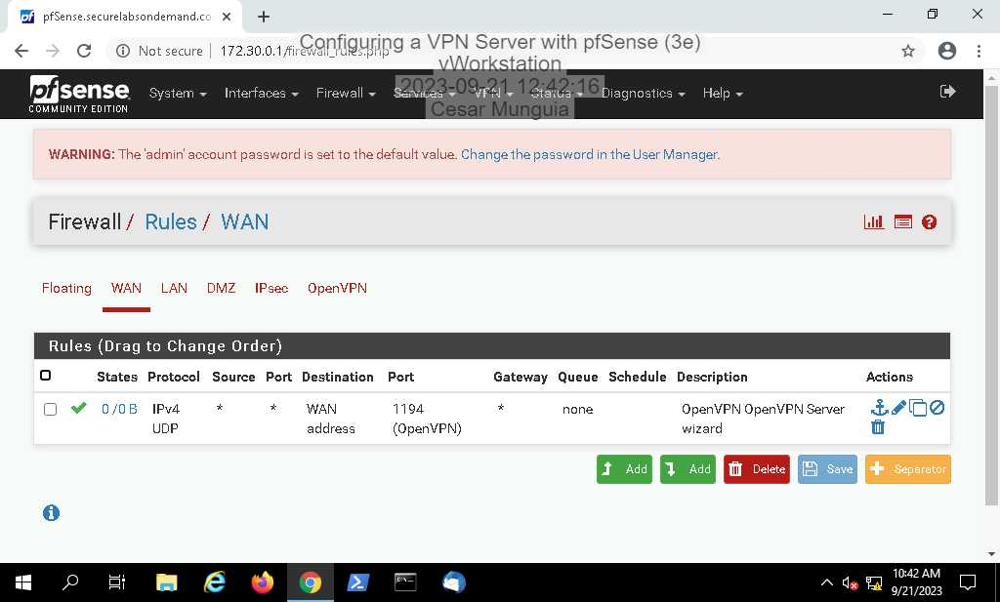 pfSense.securelabsondemand.co
Not secure
172.30.0.1/firewall_rules.php
Configuring a VPN Server with pfSense (3e)
vWorkstation
2023-09-21 12:42:16
Cesar Munguia
pfsense
COMMUNITY EDITION
System
Interfaces
Firewall
Services
VPN
Status
Diagnostics
Help
WARNING: The 'admin' account password is set to the default value. Change the password in the User Manager.
Firewall / Rules / WAN
Floating
WAN
LAN
DMZ
IPsec
OpenVPN
Rules (Drag to Change Order)
States Protocol Source Port Destination Port Gateway Queue Schedule Description Actions
0 /0 B IPv4 * * WAN 1194 * none OpenVPN OpenVPN Server
UDP address (OpenVPN) wizard
Add
Add
Delete
Save
Separator
10:42 AM
9/21/2023